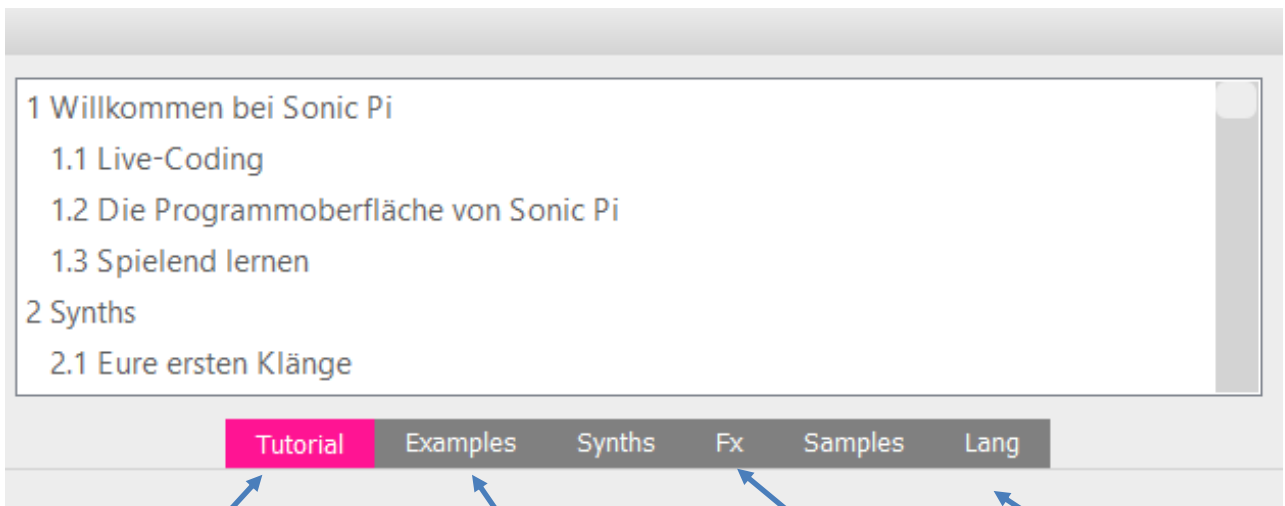 1 Willkommen bei Sonic Pi
1.1 Live-Coding
1.2 Die Programmoberfläche von Sonic Pi
1.3 Spielend lernen
2 Synths
2.1 Eure ersten Klänge
Tutorial Examples Synths Fx Samples Lang